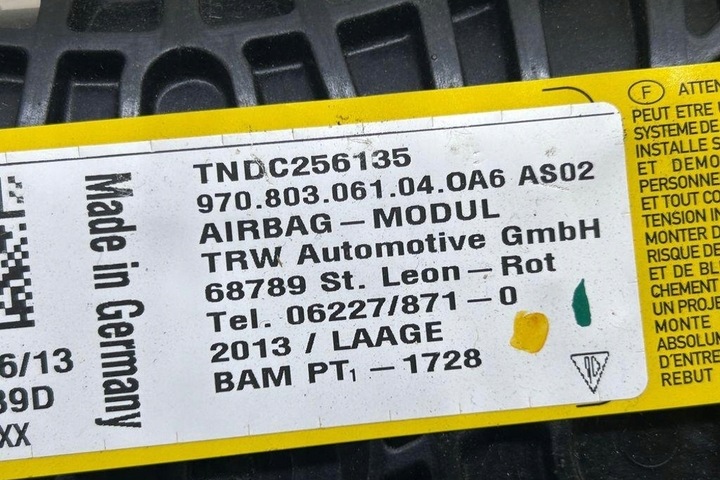 TNDC256135
970.803.061.04.0A6 AS02
AIRBAG – MODUL
TRW Automotive GmbH
68789 St. Leon – Rot
Tel. 06227/871 – 0
2013 / LAAGE
BAM PT₁ – 1728
Made in Germany
6/13
39D
XX
QC
F ATTEN
PEUT ETRE
SYSTEME DE
INSTALLE S
ET DEMO
PERSONNE
ET TOUT CO
TENSION IN
MONTER D
RISQUE DE
ET DE BL
CHEMENT
UN PROJE
MONTE
ABSOLUM
D'ENTRE
REBUT